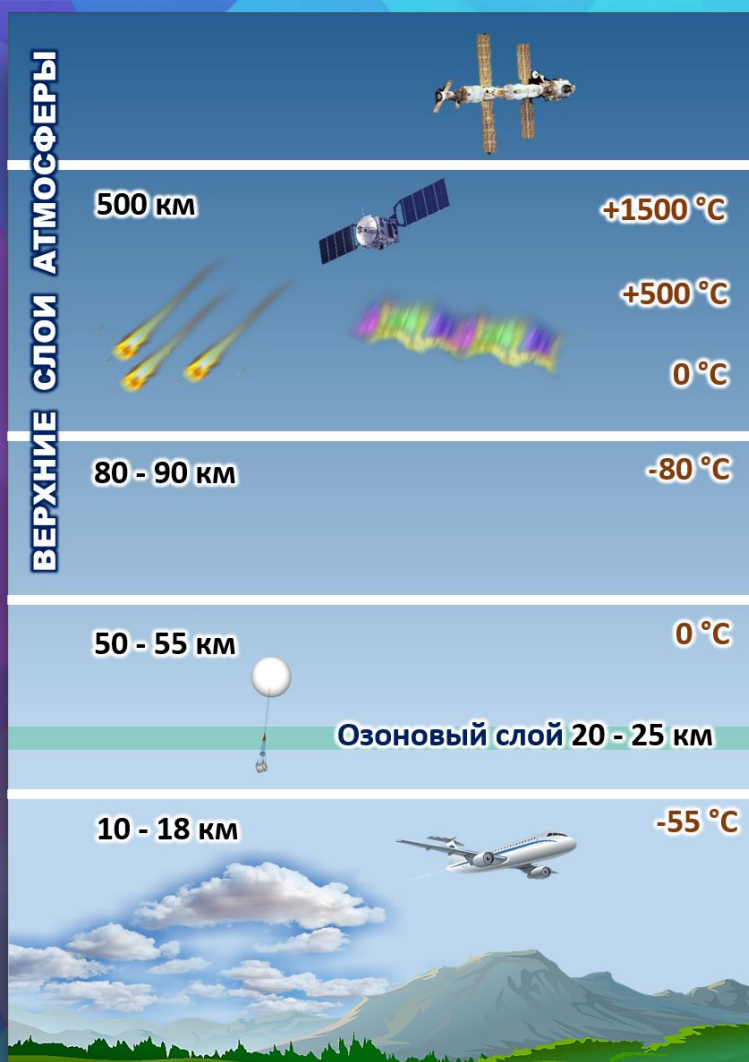 ВЕРХНИЕ СЛОИ АТМОСФЕРЫ
500 км
+1500 °C
+500 °C
0 °C
80 - 90 км
-80 °C
50 - 55 км
0 °C
Озоновый слой 20 - 25 км
10 - 18 км
-55 °C